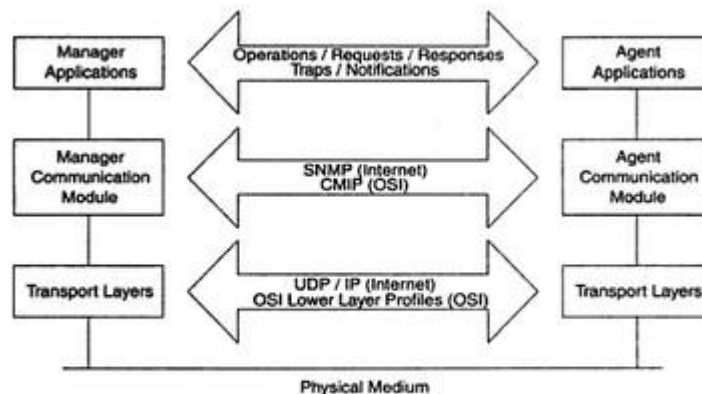 Manager
Applications
Operations / Requests / Responses
Traps / Notifications
Agent
Applications
Manager
Communication
Module
SNMP (Internet)
CMIP (OSI)
Agent
Communication
Module
Transport Layers
UDP / IP (Internet)
OSI Lower Layer Profiles (OSI)
Transport Layers
Physical Medium